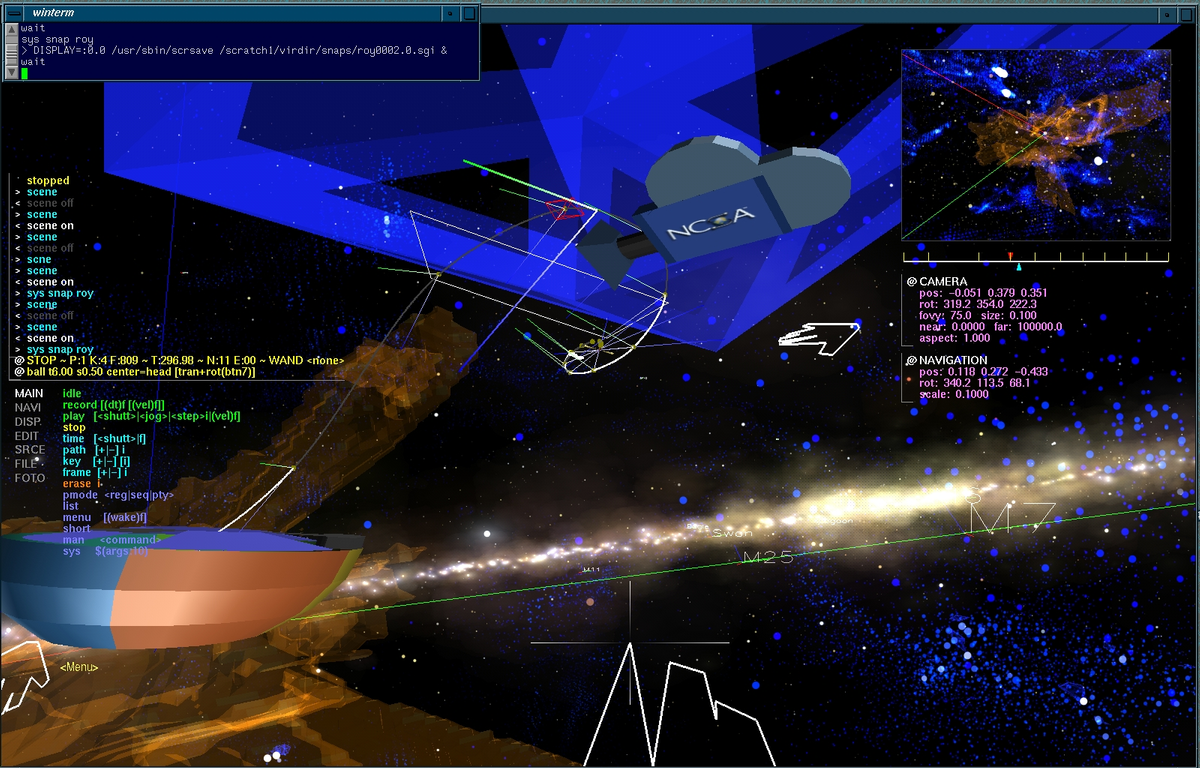 winterm
wait
sys snap roy
> DISPLAY=:0.0 /usr/sbin/scrsave /scratch1/virdir/snaps/roy0002.0.sgi &
wait
NCSA
stopped
> scene
< scene off
> scene
< scene on
> scene
< scene off
> scne
> scene
< scene on
> sys snap roy
> scene
< scene off
> scene
< scene on
> sys snap roy
@ STOP ~ P:1 K:4 F:809 ~ T:296.98 ~ N:11 E:00 ~ WAND <none>
@ ball t6.00 s0.50 center=head [tran+rot(btn7)]
MAIN
NAVI
DISP
EDIT
SRCE
FILE
FOTO
idle
record [(dt)f [(vel)f]]
play [<shutt>|<jog>|<step>i|(vel)f]
stop
time [<shutt>|f]
path [+|−] i
key [+|−] [i]
frame [+|−] i
erase i
pmode <reg|seq|pty>
list
menu [(wake)f]
short
man <command>
sys $(args:10)
<Menu>
@ CAMERA
pos: −0.051 0.379 0.351
rot: 319.2 354.0 222.3
fovy: 75.0 size: 0.100
near: 0.0000 far: 100000.0
aspect: 1.000
@ NAVIGATION
pos: 0.118 0.272 −0.433
rot: 340.2 113.5 68.1
scale: 0.1000
M7
Lagoon
Swan
M25
M11